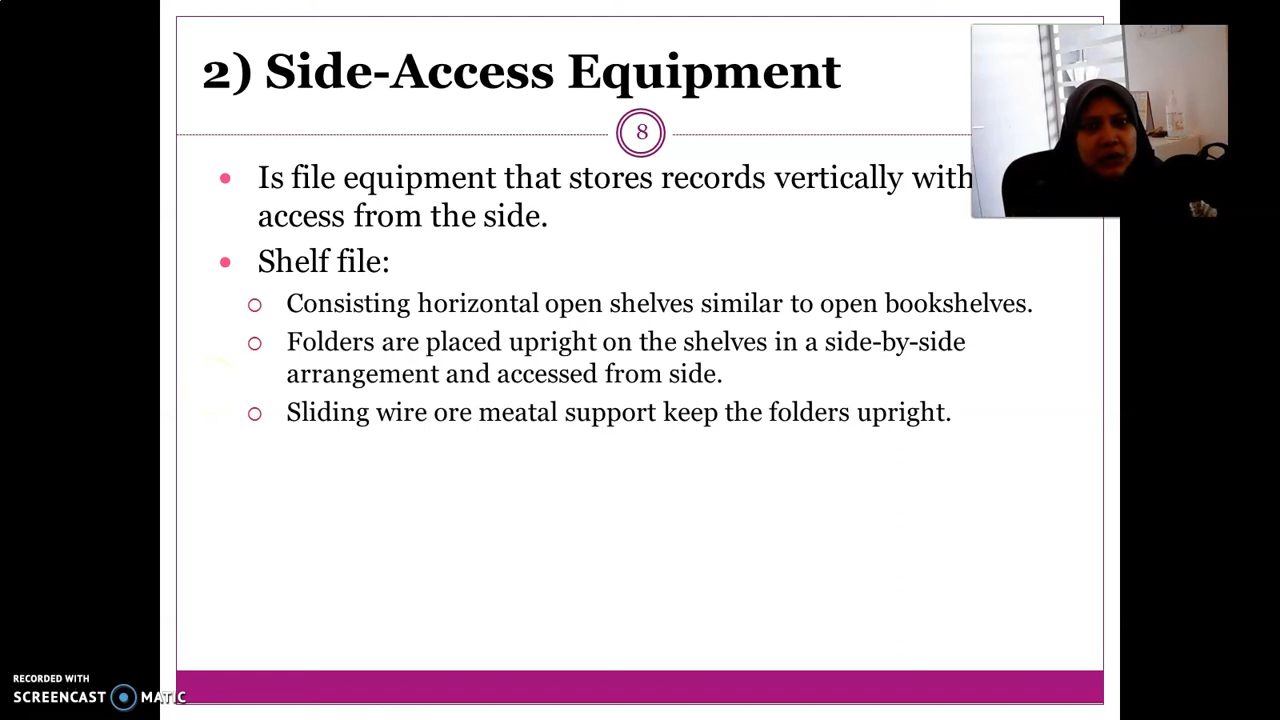 2) Side-Access Equipment
8
Is file equipment that stores records vertically with
access from the side.
Shelf file:
Consisting horizontal open shelves similar to open bookshelves.
Folders are placed upright on the shelves in a side-by-side
arrangement and accessed from side.
Sliding wire ore meatal support keep the folders upright.
RECORDED WITH
SCREENCAST MATIC